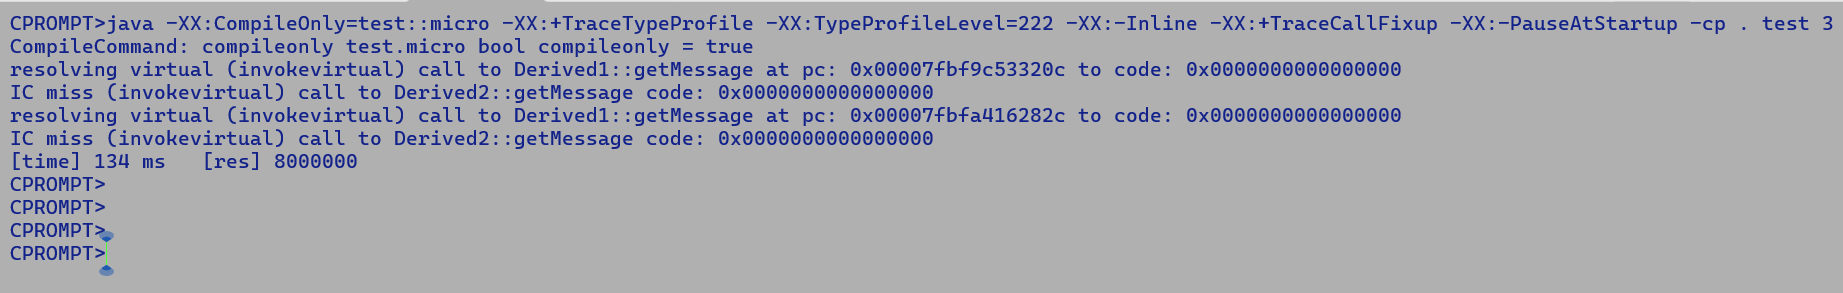 CPROMPT>java -XX:CompileOnly=test::micro -XX:+TraceTypeProfile -XX:TypeProfileLevel=222 -XX:-Inline -XX:+TraceCallFixup -XX:-PauseAtStartup -cp . test 3
CompileCommand: compileonly test.micro bool compileonly = true
resolving virtual (invokevirtual) call to Derived1::getMessage at pc: 0x00007fbf9c53320c to code: 0x0000000000000000
IC miss (invokevirtual) call to Derived2::getMessage code: 0x0000000000000000
resolving virtual (invokevirtual) call to Derived1::getMessage at pc: 0x00007fbfa416282c to code: 0x0000000000000000
IC miss (invokevirtual) call to Derived2::getMessage code: 0x0000000000000000
[time] 134 ms   [res] 8000000
CPROMPT>
CPROMPT>
CPROMPT>
CPROMPT>